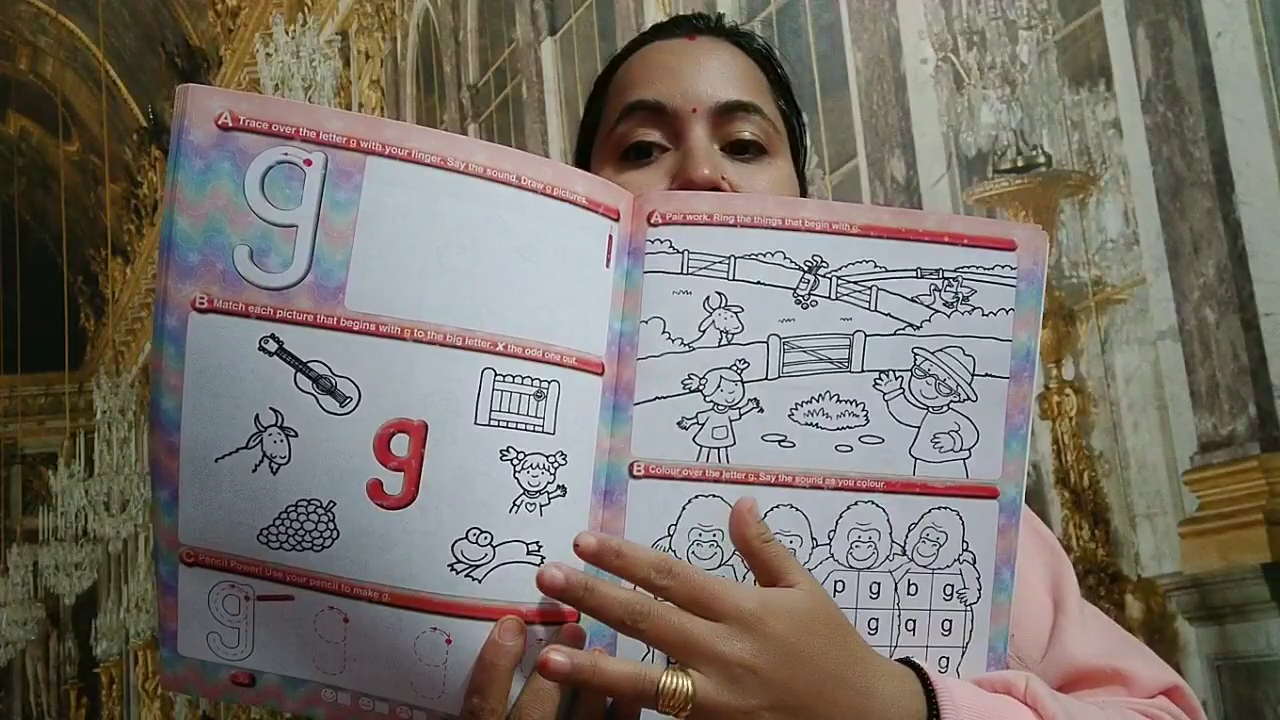 A Trace over the letter g with your finger. Say the sound. Draw g pictures.
g
B Match each picture that begins with g to the big letter. X the odd one out.
g
C Pencil Power! Use your pencil to make g.
g g g
36
A Pair work. Ring the things that begin with g.
B Colour over the letter g. Say the sound as you colour.
p g b g
g q g
g